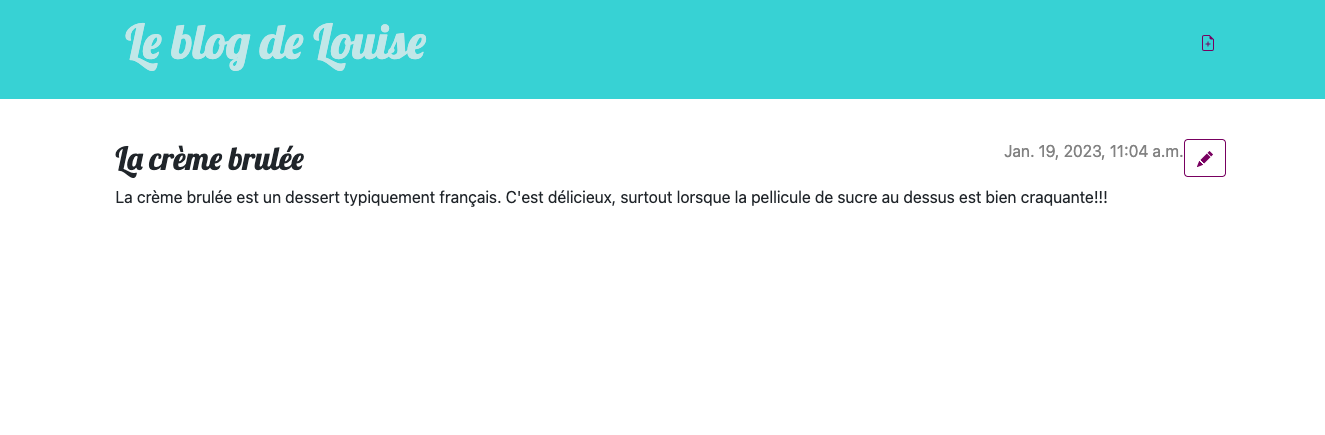 Le blog de Louise
La crème brulée
Jan. 19, 2023, 11:04 a.m.
La crème brulée est un dessert typiquement français. C'est délicieux, surtout lorsque la pellicule de sucre au dessus est bien craquante!!!